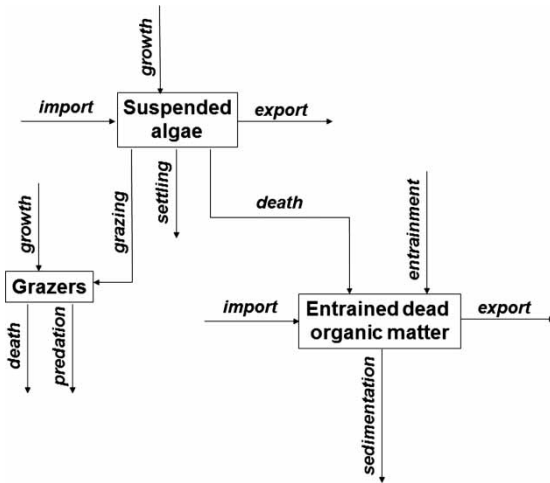 growth
import
Suspended
algae
export
grazing
settling
death
growth
entrainment
Grazers
import
Entrained dead
organic matter
export
death
predation
sedimentation